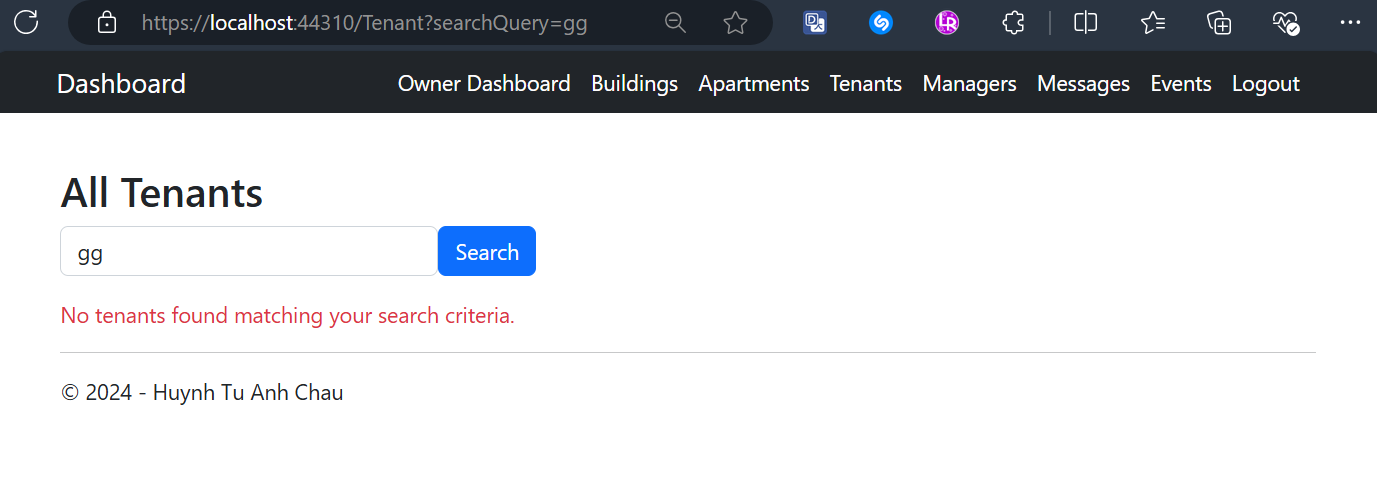 https://localhost:44310/Tenant?searchQuery=gg
Dashboard Owner Dashboard Buildings Apartments Tenants Managers Messages Events Logout
All Tenants
gg Search
No tenants found matching your search criteria.
© 2024 - Huynh Tu Anh Chau